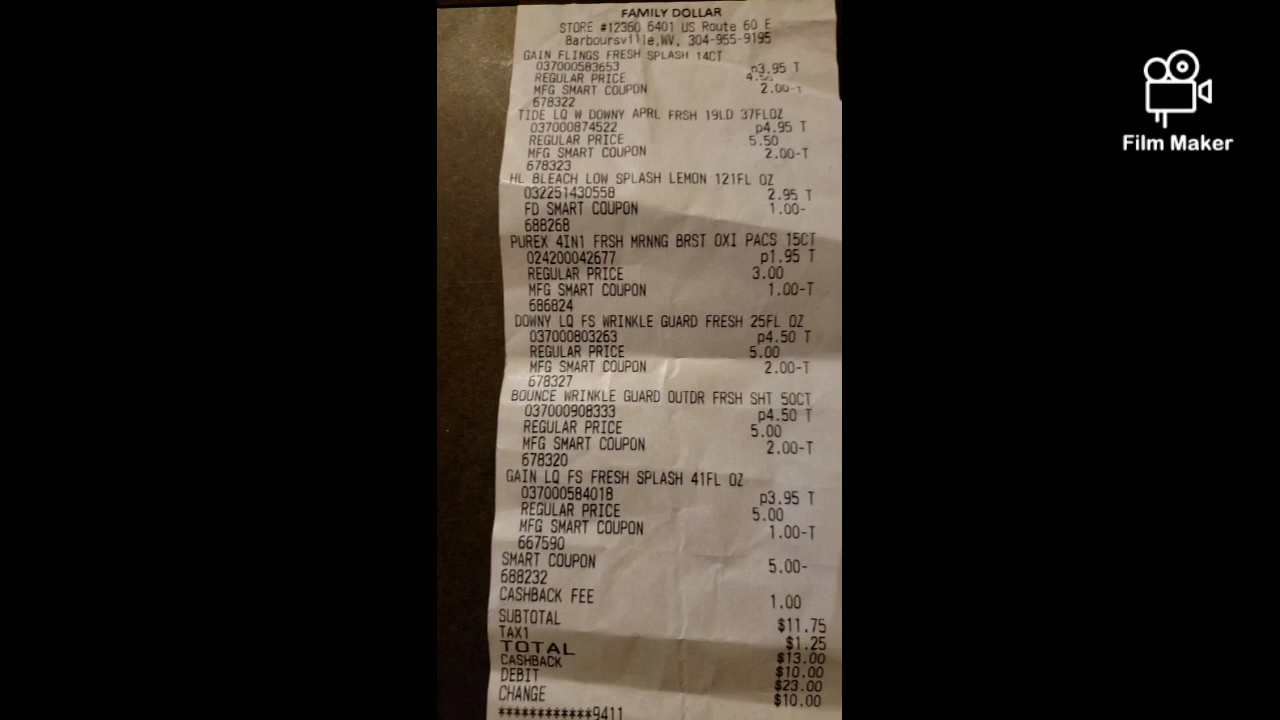 FAMILY DOLLAR
STORE #12360 6401 US Route 60 E
Barboursville,WV, 304-955-9195
GAIN FLINGS FRESH SPLASH 14CT
037000583653 p3.95 T
REGULAR PRICE 4.50
MFG SMART COUPON 2.00-T
678322
TIDE LQ W DOWNY APRL FRSH 19LD 37FLOZ
037000874522 p4.95 T
REGULAR PRICE 5.50
MFG SMART COUPON 2.00-T
678323
HL BLEACH LOW SPLASH LEMON 121FL OZ
032251430558 2.95 T
FD SMART COUPON 1.00-
688268
PUREX 4IN1 FRSH MRNNG BRST OXI PACS 15CT
024200042677 p1.95 T
REGULAR PRICE 3.00
MFG SMART COUPON 1.00-T
686824
DOWNY LQ FS WRINKLE GUARD FRESH 25FL OZ
037000803263 p4.50 T
REGULAR PRICE 5.00
MFG SMART COUPON 2.00-T
678327
BOUNCE WRINKLE GUARD OUTDR FRSH SHT 50CT
037000908333 p4.50 T
REGULAR PRICE 5.00
MFG SMART COUPON 2.00-T
678320
GAIN LQ FS FRESH SPLASH 41FL OZ
037000584018 p3.95 T
REGULAR PRICE 5.00
MFG SMART COUPON 1.00-T
667590
SMART COUPON 5.00-
688232
CASHBACK FEE 1.00
SUBTOTAL $11.75
TAX1 $1.25
TOTAL $13.00
CASHBACK $10.00
DEBIT $23.00
CHANGE $10.00
************9411
Film Maker